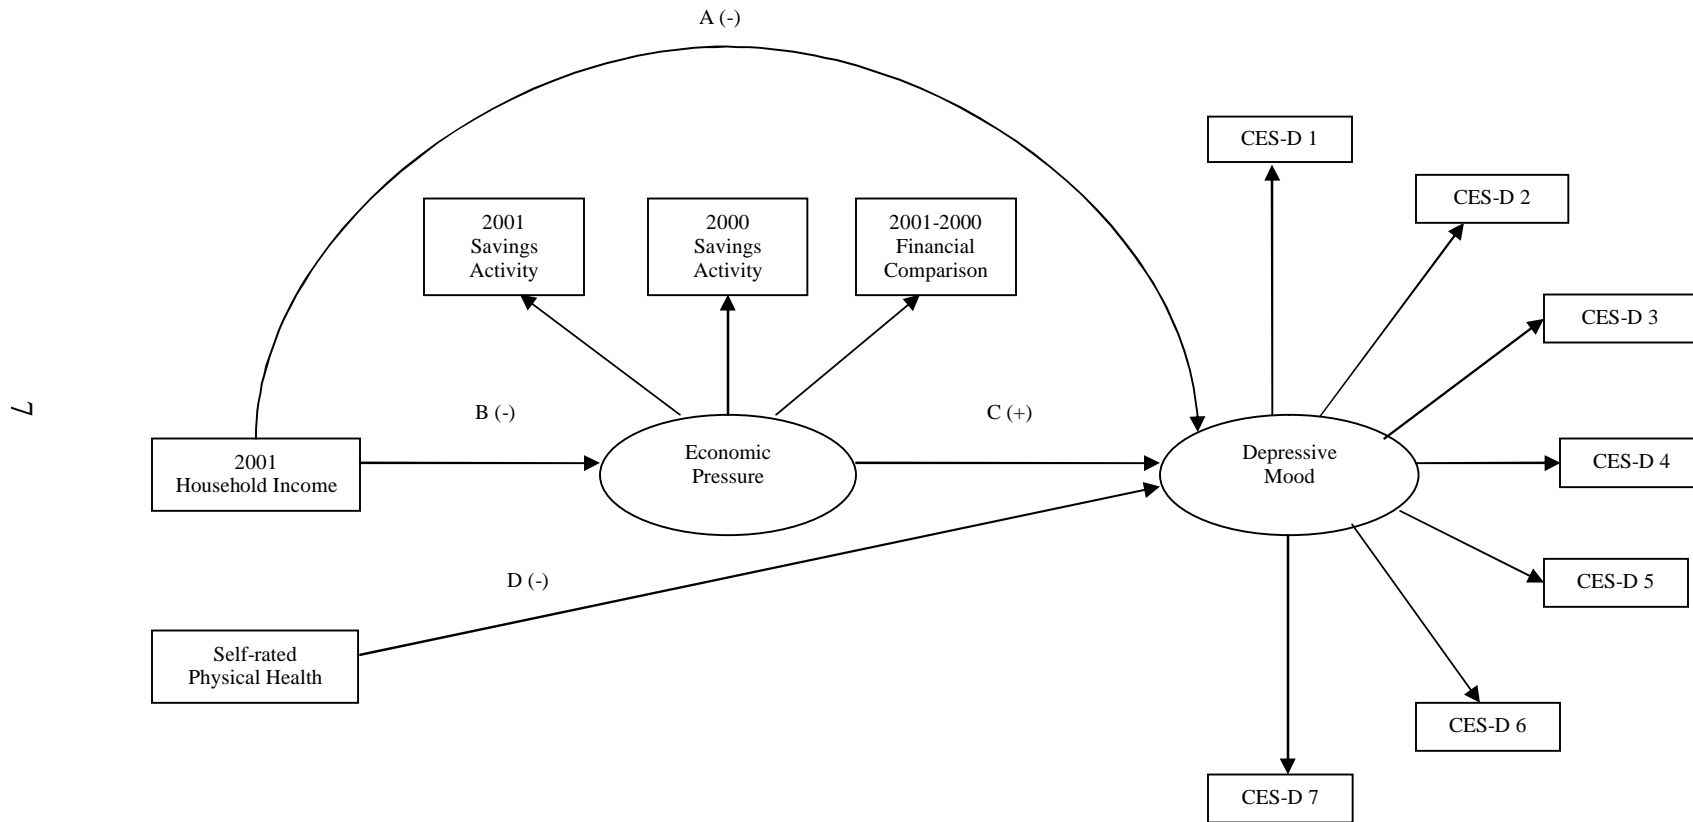 A (-)
CES-D 1
CES-D 2
2001
Savings
Activity
2000
Savings
Activity
2001-2000
Financial
Comparison
CES-D 3
B (-)
C (+)
7
2001
Household Income
Economic
Pressure
Depressive
Mood
CES-D 4
D (-)
CES-D 5
Self-rated
Physical Health
CES-D 6
CES-D 7